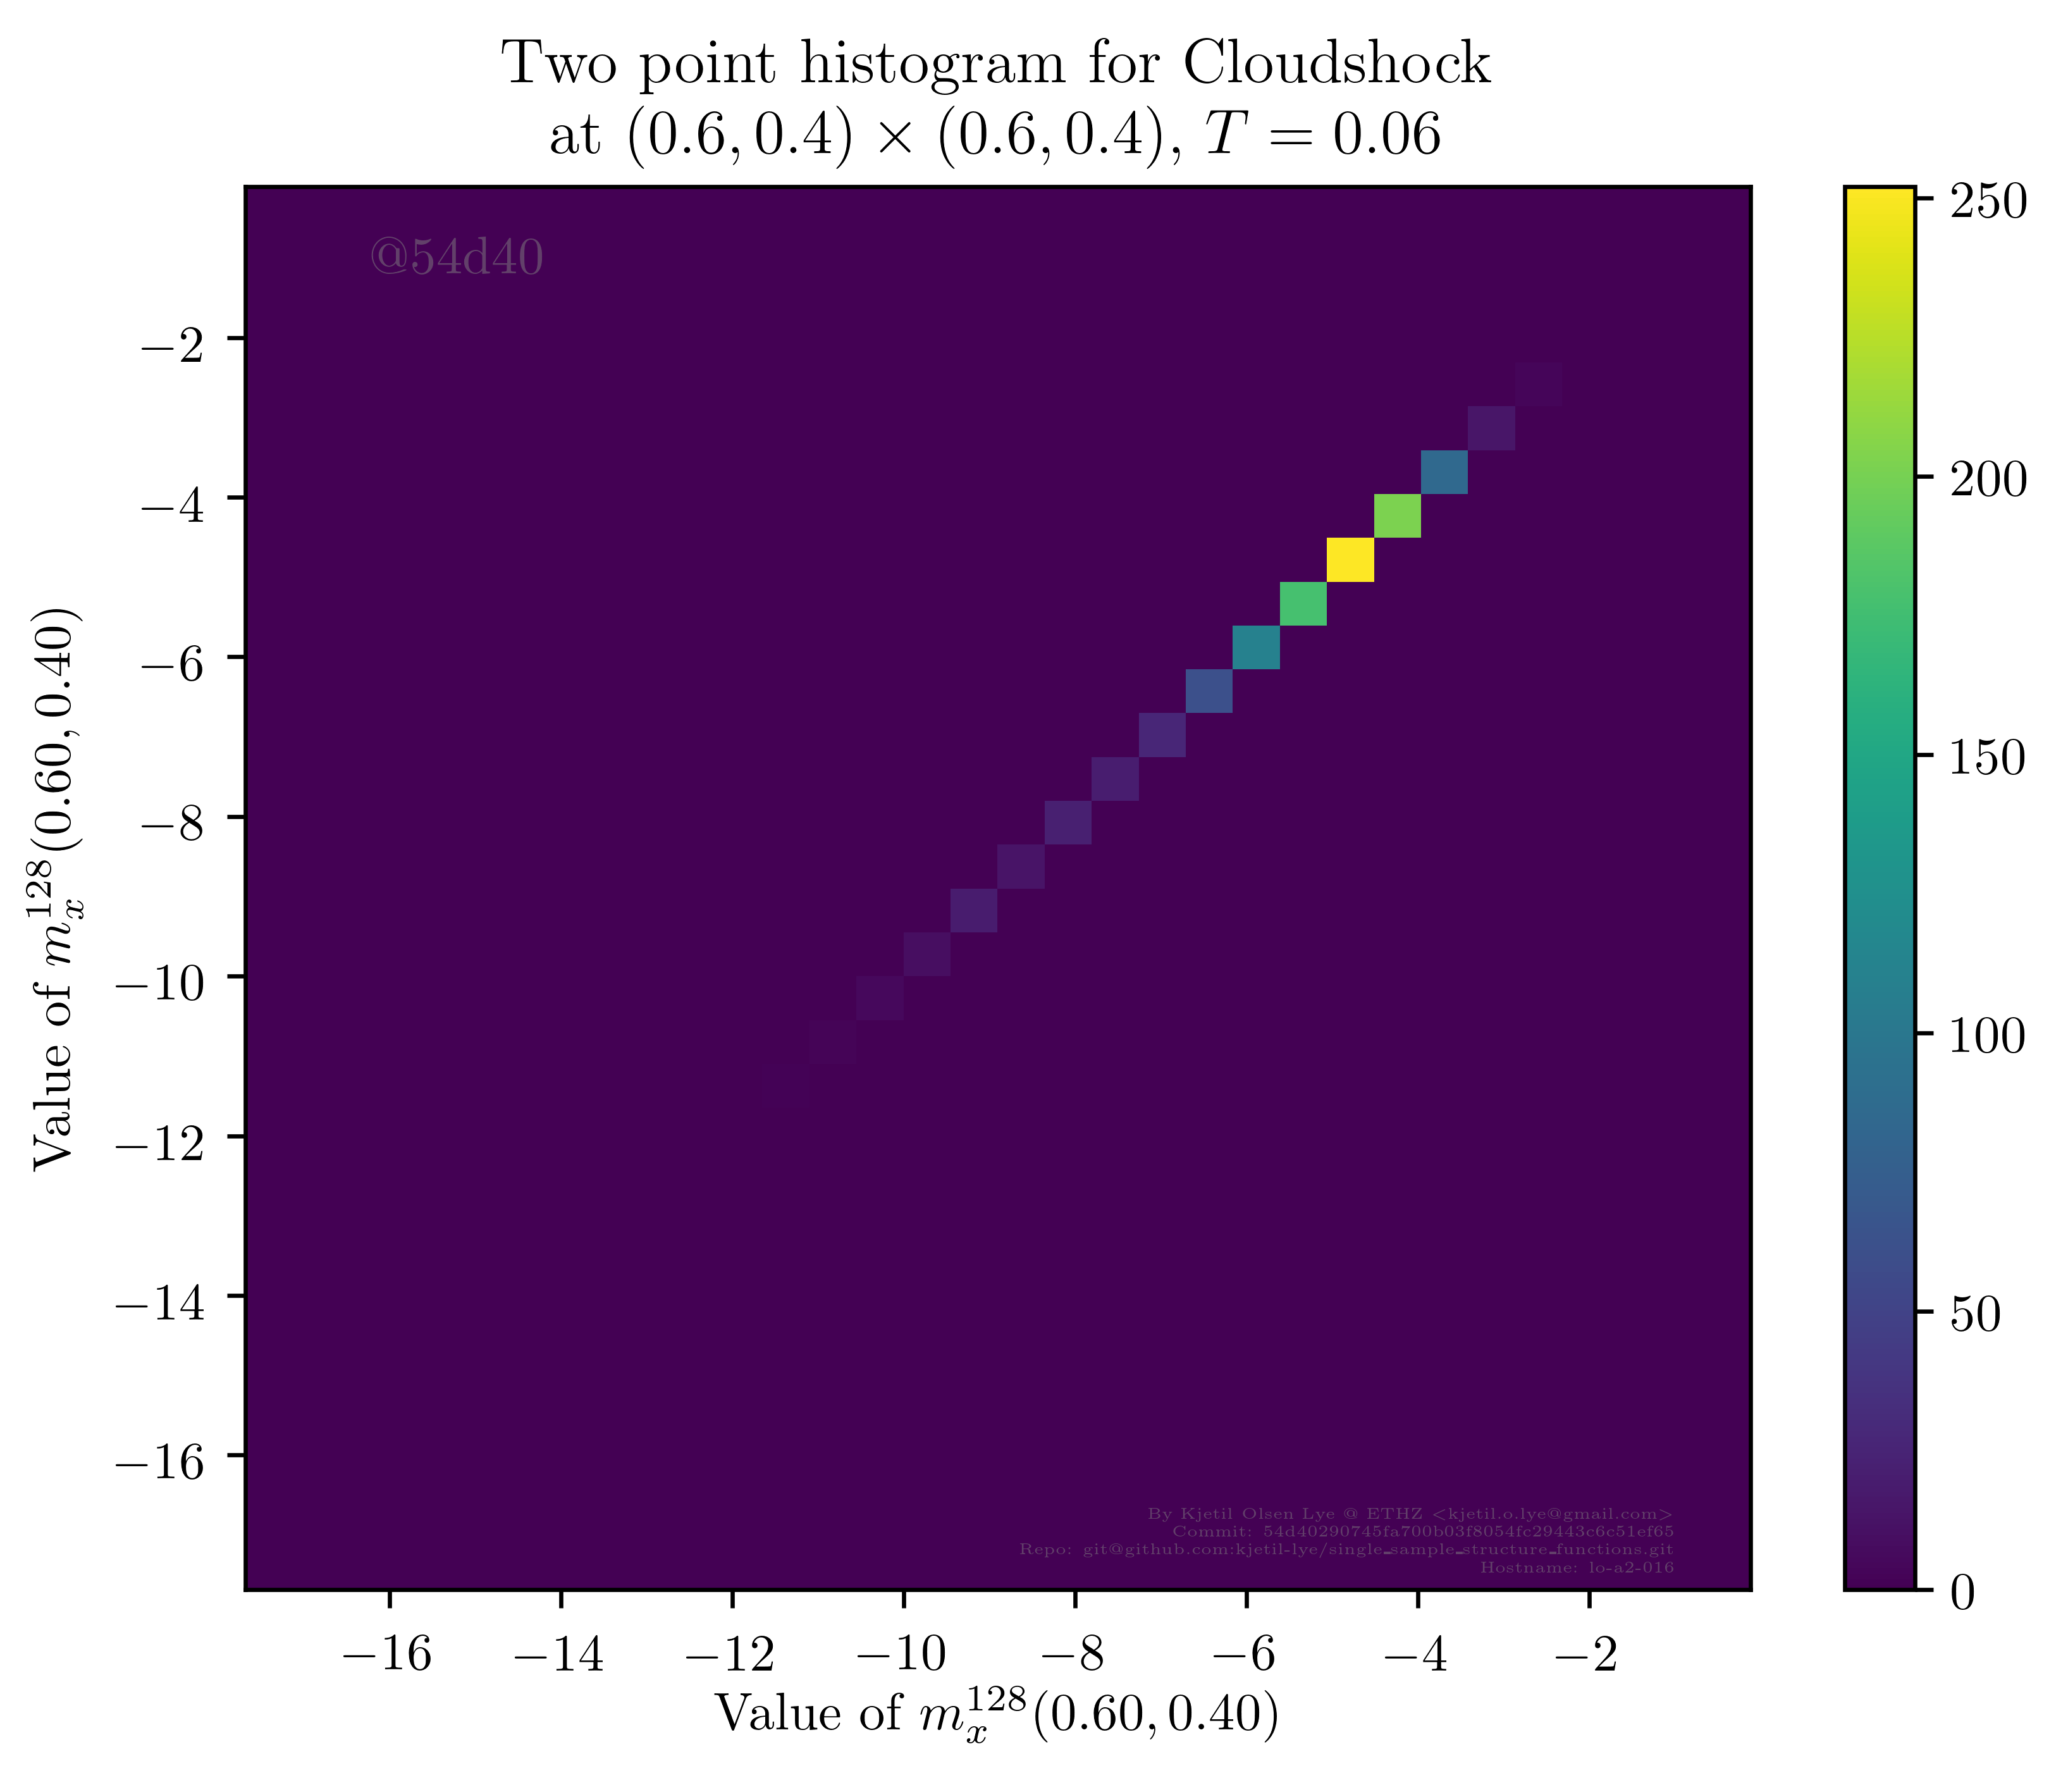 Two point histogram for Cloudshock
at (0.6, 0.4) × (0.6, 0.4), T = 0.06
@54d40
−2
−4
−6
−8
−10
−12
−14
−16
Value of m_x^{128}(0.60, 0.40)
−16 −14 −12 −10 −8 −6 −4 −2
Value of m_x^{128}(0.60, 0.40)
250
200
150
100
50
0
By Kjetil Olsen Lye @ ETHZ <kjetil.o.lye@gmail.com>
Commit: 54d40290745fa700b03f8054fc29443c6c51ef65
Repo: git@github.com:kjetil-lye/single_sample_structure_functions.git
Hostname: lo-a2-016